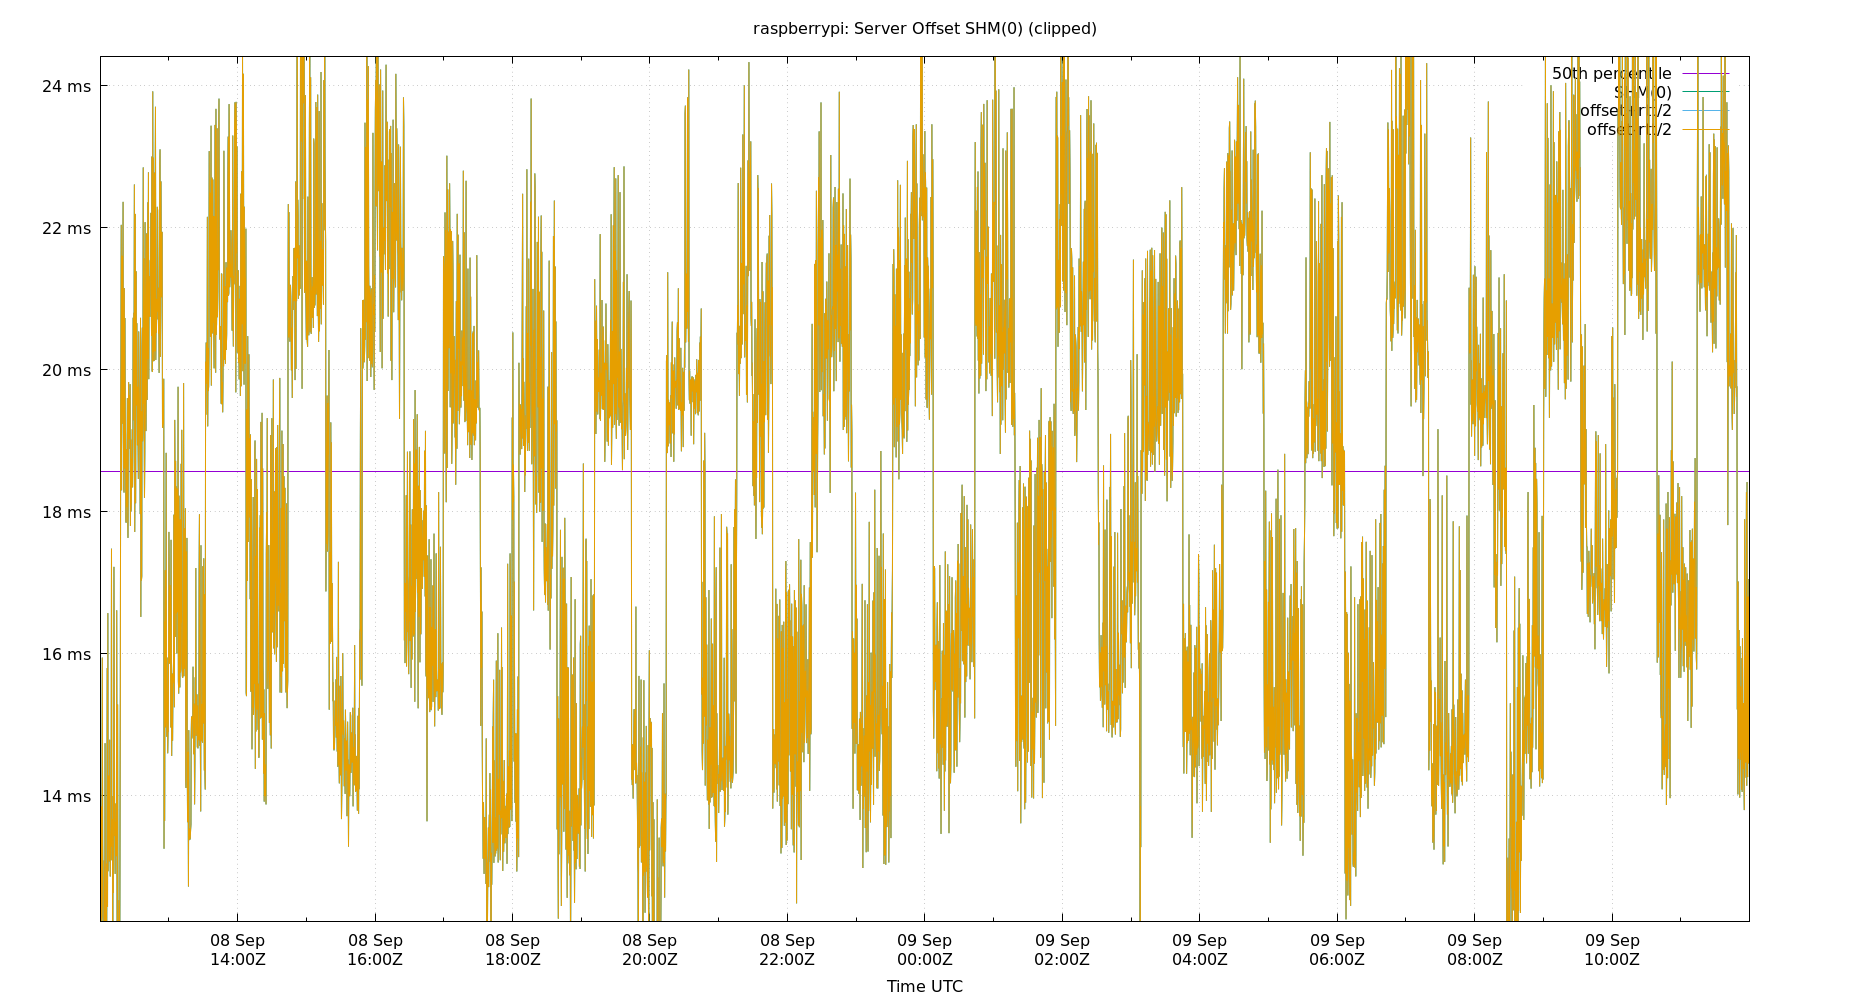 raspberrypi: Server Offset SHM(0) (clipped)
24 ms
22 ms
20 ms
18 ms
16 ms
14 ms
50th percentile
SHM(0)
offset+rtt/2
offset-rtt/2
08 Sep 08 Sep 08 Sep 08 Sep 08 Sep 09 Sep 09 Sep 09 Sep 09 Sep 09 Sep 09 Sep
14:00Z 16:00Z 18:00Z 20:00Z 22:00Z 00:00Z 02:00Z 04:00Z 06:00Z 08:00Z 10:00Z
Time UTC